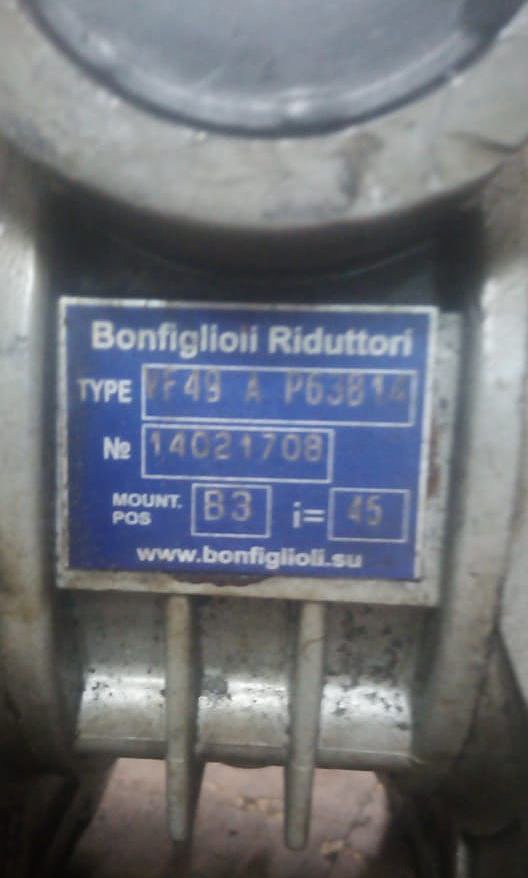 Bonfiglioli Riduttori
TYPE VF49 A P63B14
№ 14021708
MOUNT. POS B3 i= 45
www.bonfiglioli.su